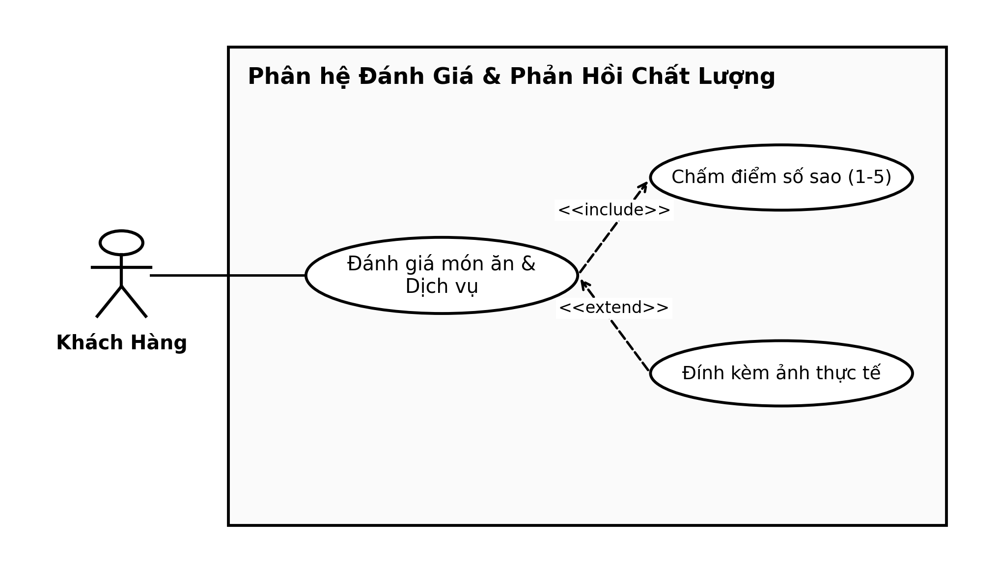 Phân hệ Đánh Giá & Phản Hồi Chất Lượng
Chấm điểm số sao (1-5)
<<include>>
Đánh giá món ăn &
Dịch vụ
<<extend>>
Khách Hàng
Đính kèm ảnh thực tế